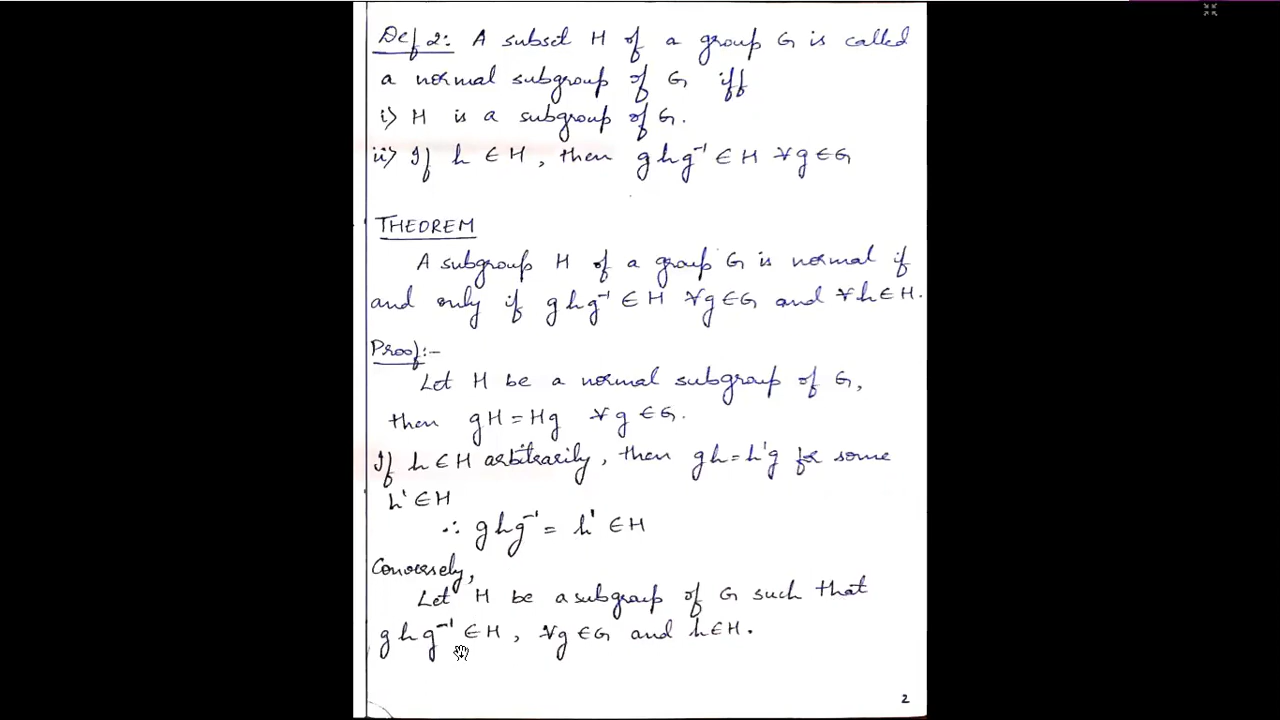 Def 2: A subset H of a group G is called
a normal subgroup of G iff
i) H is a subgroup of G.
ii) If h ∈ H, then ghg⁻¹ ∈ H ∀g∈G
THEOREM
A subgroup H of a group G is normal if
and only if ghg⁻¹ ∈ H ∀g∈G and ∀h∈H.
Proof:-
Let H be a normal subgroup of G,
then gH = Hg ∀g ∈ G.
If h ∈ H arbitrarily, then gh = h'g for some
h' ∈ H
∴ ghg⁻¹ = h' ∈ H
Conversely,
Let H be a subgroup of G such that
ghg⁻¹ ∈ H, ∀g ∈ G and h∈H.
2